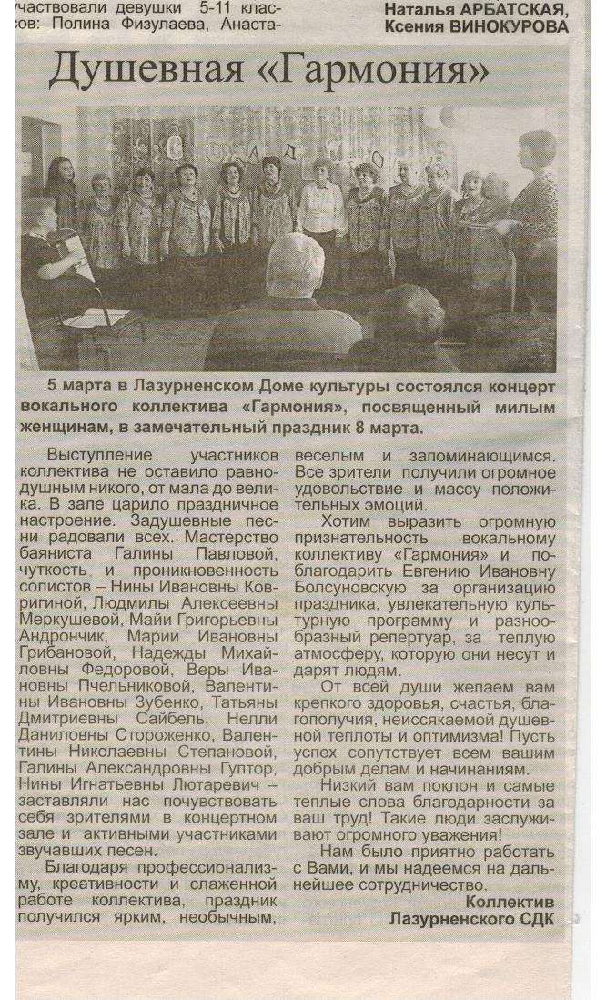 участвовали девушки 5-11 клас-
сов: Полина Физулаева, Анаста-
Наталья АРБАТСКАЯ,
Ксения ВИНОКУРОВА
Душевная «Гармония»
5 марта в Лазурненском Доме культуры состоялся концерт
вокального коллектива «Гармония», посвященный милым
женщинам, в замечательный праздник 8 марта.
Выступление участников
коллектива не оставило равно-
душным никого, от мала до вели-
ка. В зале царило праздничное
настроение. Задушевные пес-
ни радовали всех. Мастерство
баяниста Галины Павловой,
чуткость и проникновенность
солистов – Нины Ивановны Ков-
ригиной, Людмилы Алексеевны
Меркушевой, Майи Григорьевны
Андрончик, Марии Ивановны
Грибановой, Надежды Михай-
ловны Федоровой, Веры Ива-
новны Пчельниковой, Валенти-
ны Ивановны Зубенко, Татьяны
Дмитриевны Сайбель, Нелли
Даниловны Стороженко, Вален-
тины Николаевны Степановой,
Галины Александровны Гуптор,
Нины Игнатьевны Лютаревич –
заставляли нас почувствовать
себя зрителями в концертном
зале и активными участниками
звучавших песен.
Благодаря профессионализ-
му, креативности и слаженной
работе коллектива, праздник
получился ярким, необычным,
веселым и запоминающимся.
Все зрители получили огромное
удовольствие и массу положи-
тельных эмоций.
Хотим выразить огромную
признательность вокальному
коллективу «Гармония» и по-
благодарить Евгению Ивановну
Болсуновскую за организацию
праздника, увлекательную куль-
турную программу и разнооб-
разный репертуар, за теплую
атмосферу, которую они несут и
дарят людям.
От всей души желаем вам
крепкого здоровья, счастья, бла-
гополучия, неиссякаемой душев-
ной теплоты и оптимизма! Пусть
успех сопутствует всем вашим
добрым делам и начинаниям.
Низкий вам поклон и самые
теплые слова благодарности за
ваш труд! Такие люди заслужи-
вают огромного уважения!
Нам было приятно работать
с Вами, и мы надеемся на даль-
нейшее сотрудничество.
Коллектив
Лазурненского СДК